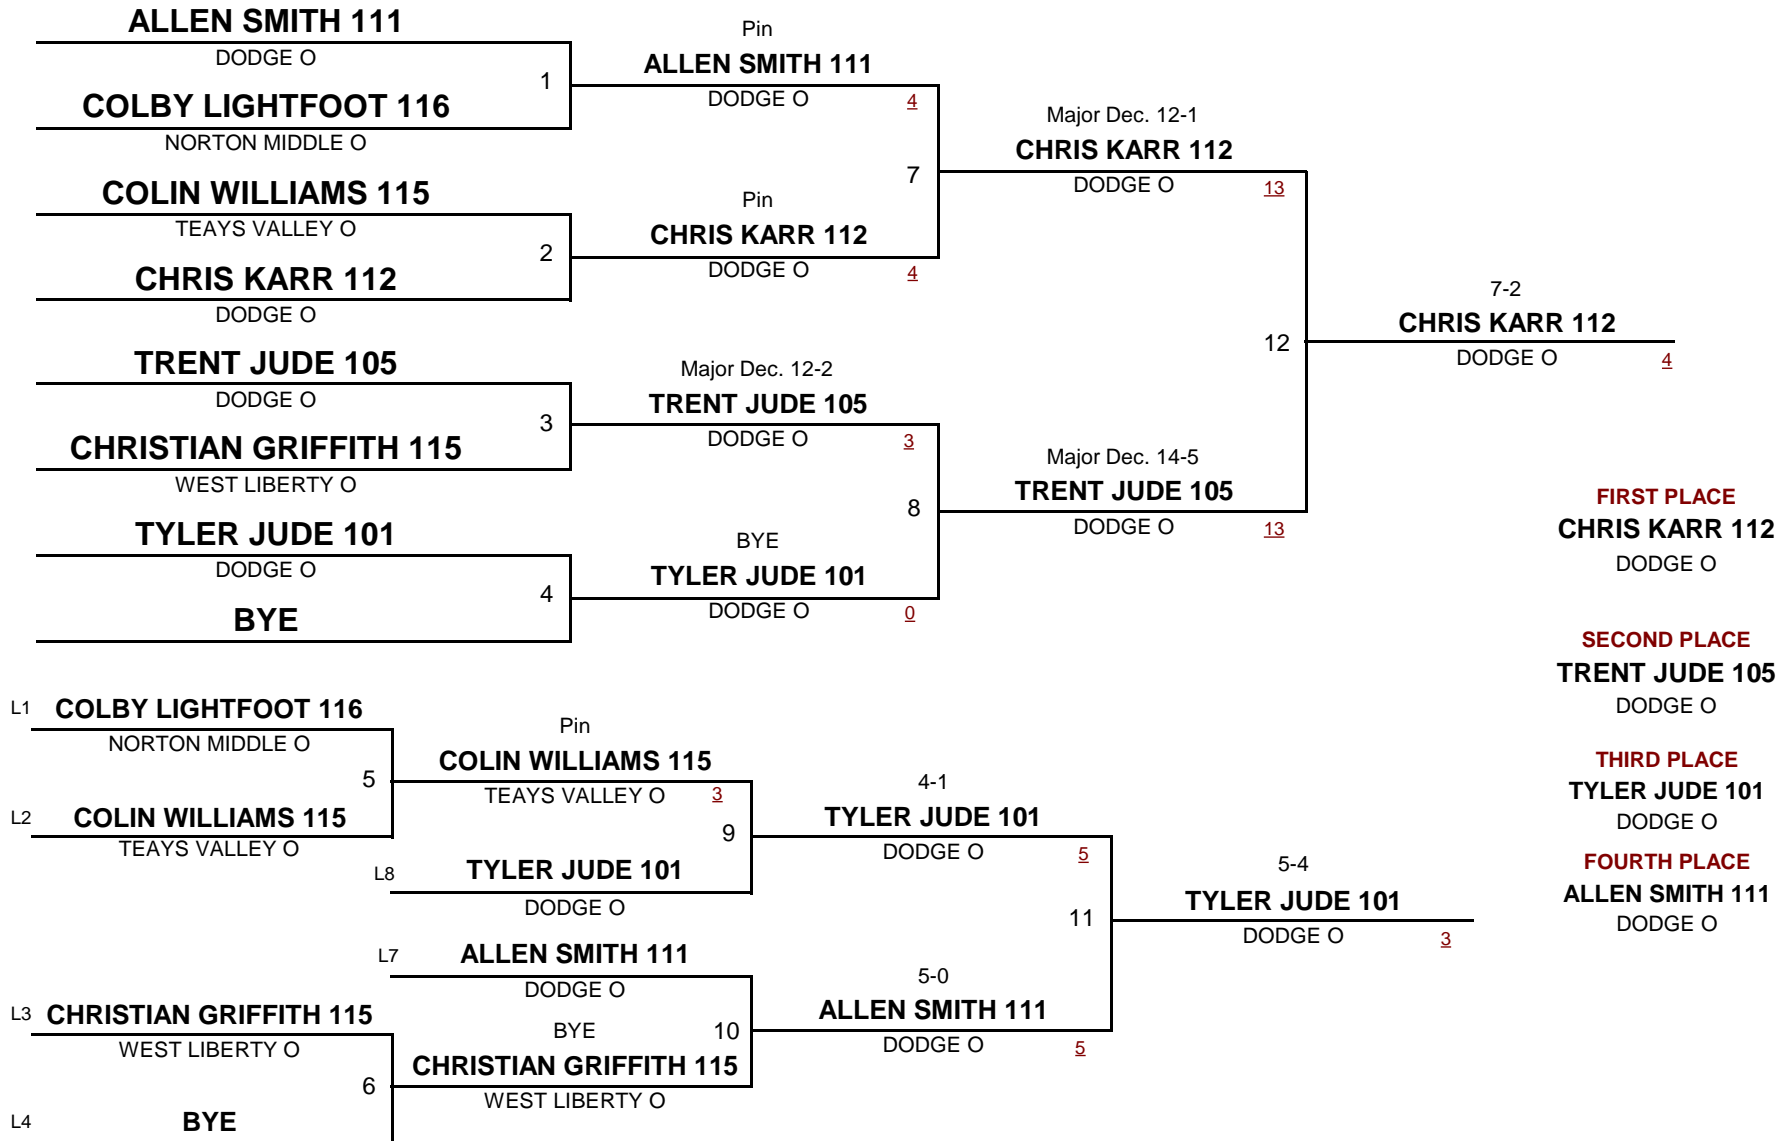 ALLEN SMITH 111
DODGE O
1
COLBY LIGHTFOOT 116
NORTON MIDDLE O
COLIN WILLIAMS 115
TEAYS VALLEY O
2
CHRIS KARR 112
DODGE O
TRENT JUDE 105
DODGE O
3
CHRISTIAN GRIFFITH 115
WEST LIBERTY O
TYLER JUDE 101
DODGE O
4
BYE
Pin
ALLEN SMITH 111
DODGE O 4
7
Pin
CHRIS KARR 112
DODGE O 4
Major Dec. 12-2
TRENT JUDE 105
DODGE O 3
8
BYE
TYLER JUDE 101
DODGE O 0
Major Dec. 12-1
CHRIS KARR 112
DODGE O 13
12
Major Dec. 14-5
TRENT JUDE 105
DODGE O 13
7-2
CHRIS KARR 112
DODGE O 4
FIRST PLACE
CHRIS KARR 112
DODGE O
SECOND PLACE
TRENT JUDE 105
DODGE O
THIRD PLACE
TYLER JUDE 101
DODGE O
FOURTH PLACE
ALLEN SMITH 111
DODGE O
L1 COLBY LIGHTFOOT 116
NORTON MIDDLE O
5
L2 COLIN WILLIAMS 115
TEAYS VALLEY O
L3 CHRISTIAN GRIFFITH 115
WEST LIBERTY O
6
L4 BYE
Pin
COLIN WILLIAMS 115
TEAYS VALLEY O 3
9
L8 TYLER JUDE 101
DODGE O
L7 ALLEN SMITH 111
DODGE O
BYE 10
CHRISTIAN GRIFFITH 115
WEST LIBERTY O
4-1
TYLER JUDE 101
DODGE O 5
11
5-0
ALLEN SMITH 111
DODGE O 5
5-4
TYLER JUDE 101
DODGE O 3